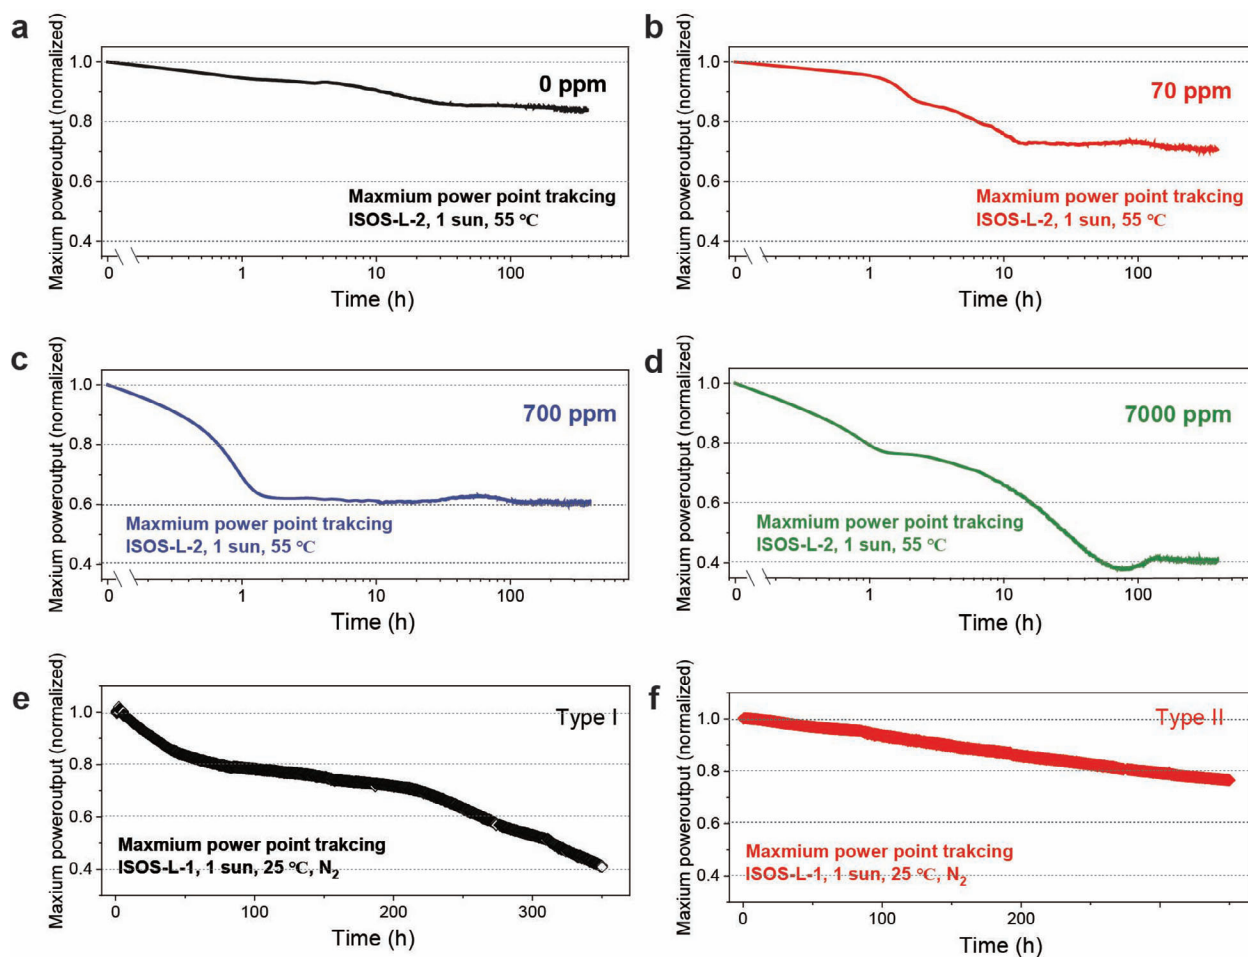 a
Maxium poweroutput (normalized)
1.0
0.8
0.6
0.4
0 ppm
Maxmium power point trakcing
ISOS-L-2, 1 sun, 55 °C
0 1 10 100
Time (h)
b
Maxium poweroutput (normalized)
1.0
0.8
0.6
0.4
70 ppm
Maxmium power point trakcing
ISOS-L-2, 1 sun, 55 °C
0 1 10 100
Time (h)
c
Maxium poweroutput (normalized)
1.0
0.8
0.6
0.4
700 ppm
Maxmium power point trakcing
ISOS-L-2, 1 sun, 55 °C
0 1 10 100
Time (h)
d
Maxium poweroutput (normalized)
1.0
0.8
0.6
0.4
7000 ppm
Maxmium power point trakcing
ISOS-L-2, 1 sun, 55 °C
0 1 10 100
Time (h)
e
Maxium poweroutput (normalized)
1.0
0.8
0.6
0.4
Type I
Maxmium power point trakcing
ISOS-L-1, 1 sun, 25 °C, N₂
0 100 200 300
Time (h)
f
Maxium poweroutput (normalized)
1.0
0.8
0.6
0.4
Type II
Maxmium power point trakcing
ISOS-L-1, 1 sun, 25 °C, N₂
0 100 200
Time (h)